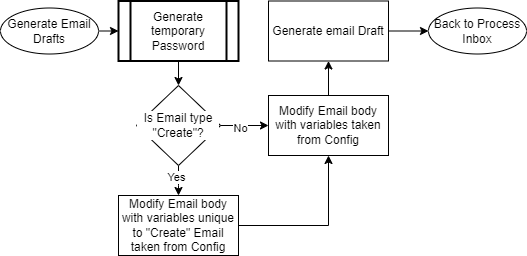 Generate Email
Drafts
Generate
temporary
Password
Generate email Draft
Back to Process
Inbox
Is Email type
"Create"?
No
Modify Email body
with variables taken
from Config
Yes
Modify Email body
with variables unique
to "Create" Email
taken from Config